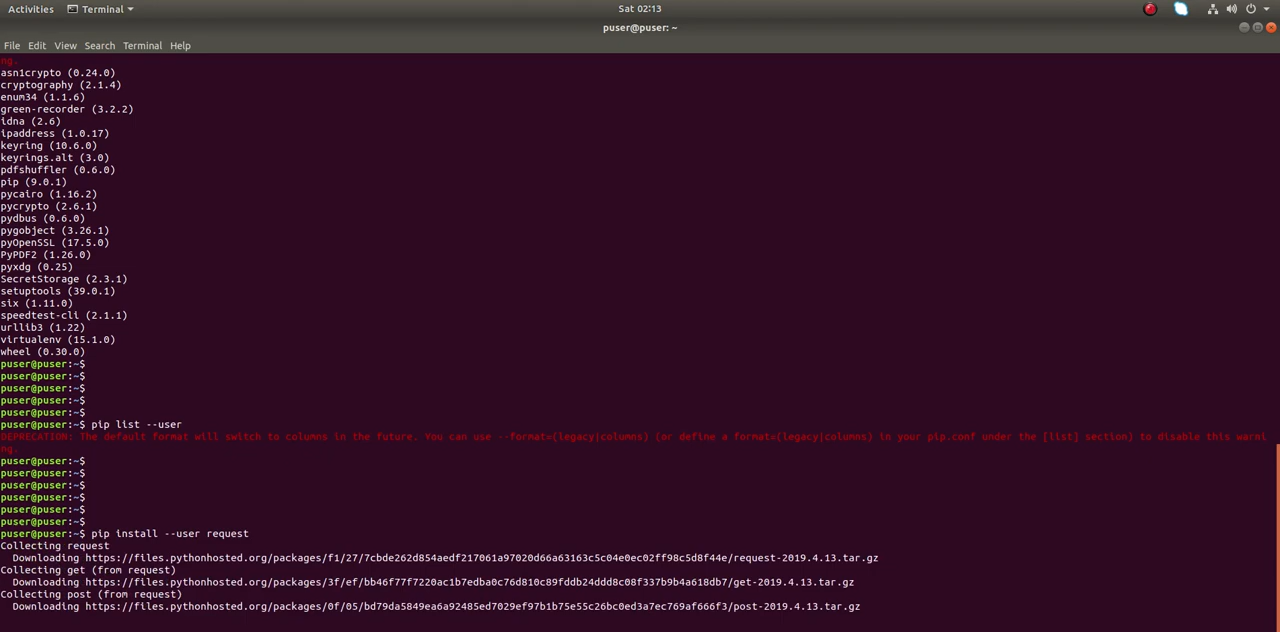 Activities Terminal Sat 02:13
puser@puser: ~
File Edit View Search Terminal Help
ng.
asn1crypto (0.24.0)
cryptography (2.1.4)
enum34 (1.1.6)
green-recorder (3.2.2)
idna (2.6)
ipaddress (1.0.17)
keyring (10.6.0)
keyrings.alt (3.0)
pdfshuffler (0.6.0)
pip (9.0.1)
pycairo (1.16.2)
pycrypto (2.6.1)
pydbus (0.6.0)
pygobject (3.26.1)
pyOpenSSL (17.5.0)
PyPDF2 (1.26.0)
pyxdg (0.25)
SecretStorage (2.3.1)
setuptools (39.0.1)
six (1.11.0)
speedtest-cli (2.1.1)
urllib3 (1.22)
virtualenv (15.1.0)
wheel (0.30.0)
puser@puser:~$
puser@puser:~$
puser@puser:~$
puser@puser:~$
puser@puser:~$
puser@puser:~$ pip list --user
DEPRECATION: The default format will switch to columns in the future. You can use --format=(legacy|columns) (or define a format=(legacy|columns) in your pip.conf under the [list] section) to disable this warni
ng.
puser@puser:~$
puser@puser:~$
puser@puser:~$
puser@puser:~$
puser@puser:~$
puser@puser:~$
puser@puser:~$ pip install --user request
Collecting request
Downloading https://files.pythonhosted.org/packages/f1/27/7cbde262d854aedf217061a97020d66a63163c5c04e0ec02ff98c5d8f44e/request-2019.4.13.tar.gz
Collecting get (from request)
Downloading https://files.pythonhosted.org/packages/3f/ef/bb46f77f7220ac1b7edba0c76d810c89fddb24ddd8c08f337b9b4a618db7/get-2019.4.13.tar.gz
Collecting post (from request)
Downloading https://files.pythonhosted.org/packages/0f/05/bd79da5849ea6a92485ed7029ef97b1b75e55c26bc0ed3a7ec769af666f3/post-2019.4.13.tar.gz